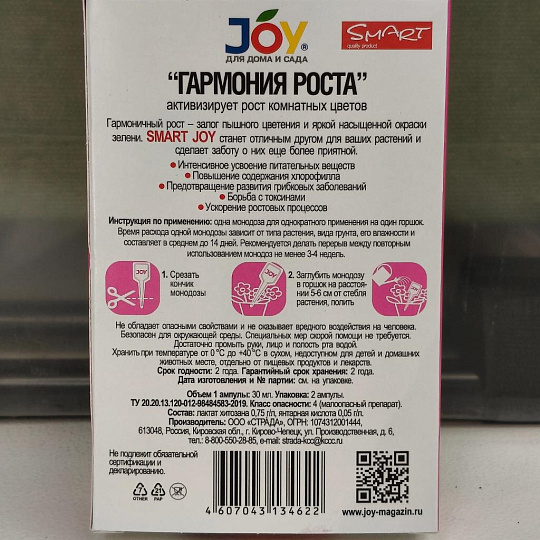 JOY®
ДЛЯ ДОМА И САДА
SMART
quality product
“ГАРМОНИЯ РОСТА”
активизирует рост комнатных цветов
Гармоничный рост – залог пышного цветения и яркой насыщенной окраски
зелени. SMART JOY станет отличным другом для ваших растений и
сделает заботу о них еще более приятной.
•Интенсивное усвоение питательных веществ
•Повышение содержания хлорофилла
•Предотвращение развития грибковых заболеваний
•Борьба с токсинами
•Ускорение ростовых процессов
Инструкция по применению: одна монодоза для однократного применения на один горшок.
Время расхода одной монодозы зависит от типа растения, вида грунта, его влажности и
составляет в среднем до 14 дней. Рекомендуется делать перерыв между повторным
использованием монодоз не менее 3-4 недель.
JOY
1. Срезать
кончик
монодозы
2. Заглубить монодозу
в горшок на расстоя-
нии 5-6 см от стебля
растения, полить
Не обладает опасными свойствами и не оказывает вредного воздействия на человека.
Безопасен для окружающей среды. Специальных мер скорой помощи не требуется.
Достаточно промыть руки, лицо и полость рта водой.
Хранить при температуре от 0°C до +40°C в сухом, недоступном для детей и домашних
животных месте, отдельно от пищевых продуктов и лекарств.
Срок годности: 2 года. Гарантийный срок хранения: 2 года.
Дата изготовления и № партии: см. на упаковке.
Объем 1 ампулы: 30 мл. Упаковка: 2 ампулы.
ТУ 20.20.13.120-012-98484583-2019. Класс опасности: 4 (малоопасный препарат).
Состав: лактат хитозана 0,75 г/л, янтарная кислота 0,05 г/л.
Производитель: ООО «СТРАДА», ОГРН: 1074312001444,
613048, Россия, Кировская обл., г. Кирово-Чепецк, ул. Производственная, д. 6,
тел.: 8-800-550-28-85, e-mail: strada-kcc@kccc.ru
Не подлежит обязательной
сертификации и
декларированию.
OTHER
21
PAP
4 607043 134622
www.joy-magazin.ru